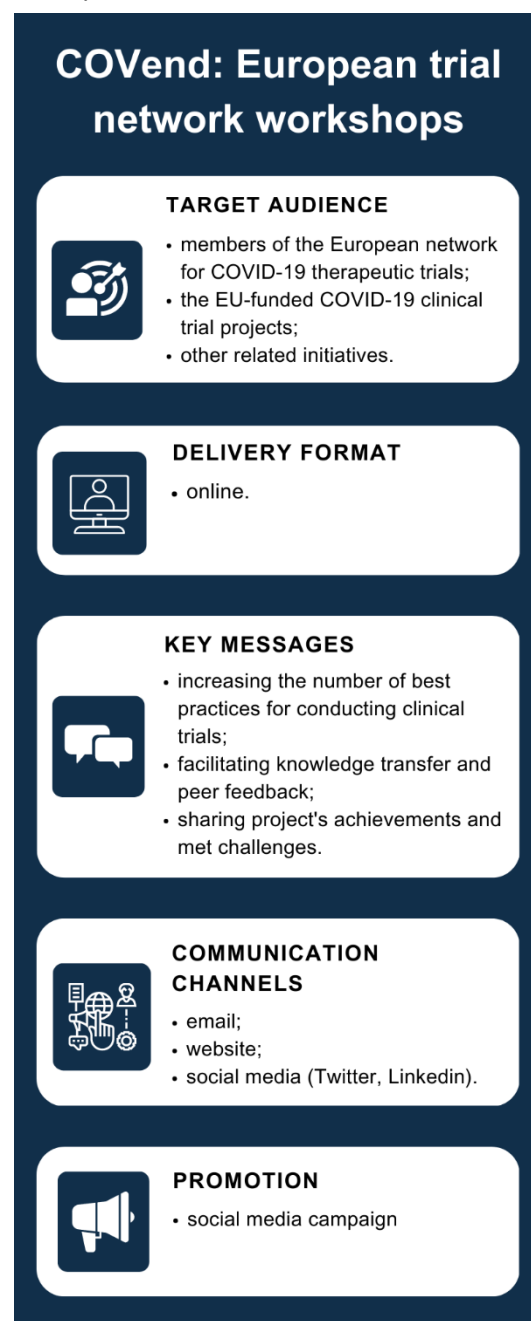 COVend: European trial
network workshops
TARGET AUDIENCE
• members of the European network
for COVID-19 therapeutic trials;
• the EU-funded COVID-19 clinical
trial projects;
• other related initiatives.
DELIVERY FORMAT
• online.
KEY MESSAGES
• increasing the number of best
practices for conducting clinical
trials;
• facilitating knowledge transfer and
peer feedback;
• sharing project's achievements and
met challenges.
COMMUNICATION
CHANNELS
• email;
• website;
• social media (Twitter, Linkedin).
PROMOTION
• social media campaign